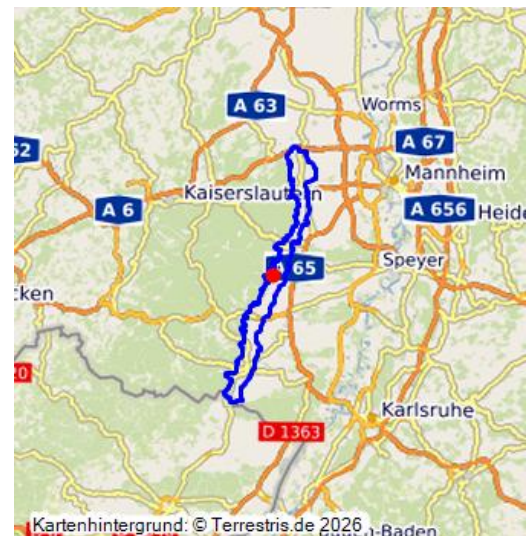 A 63
Worms
A 67
62
Mannheim
Kaiserslautern
A 6
A 656
Heide
A 65
Speyer
cken
20
Karlsruhe
D 1363
Kartenhintergrund: © Terrestris.de 2026
aden-Baden